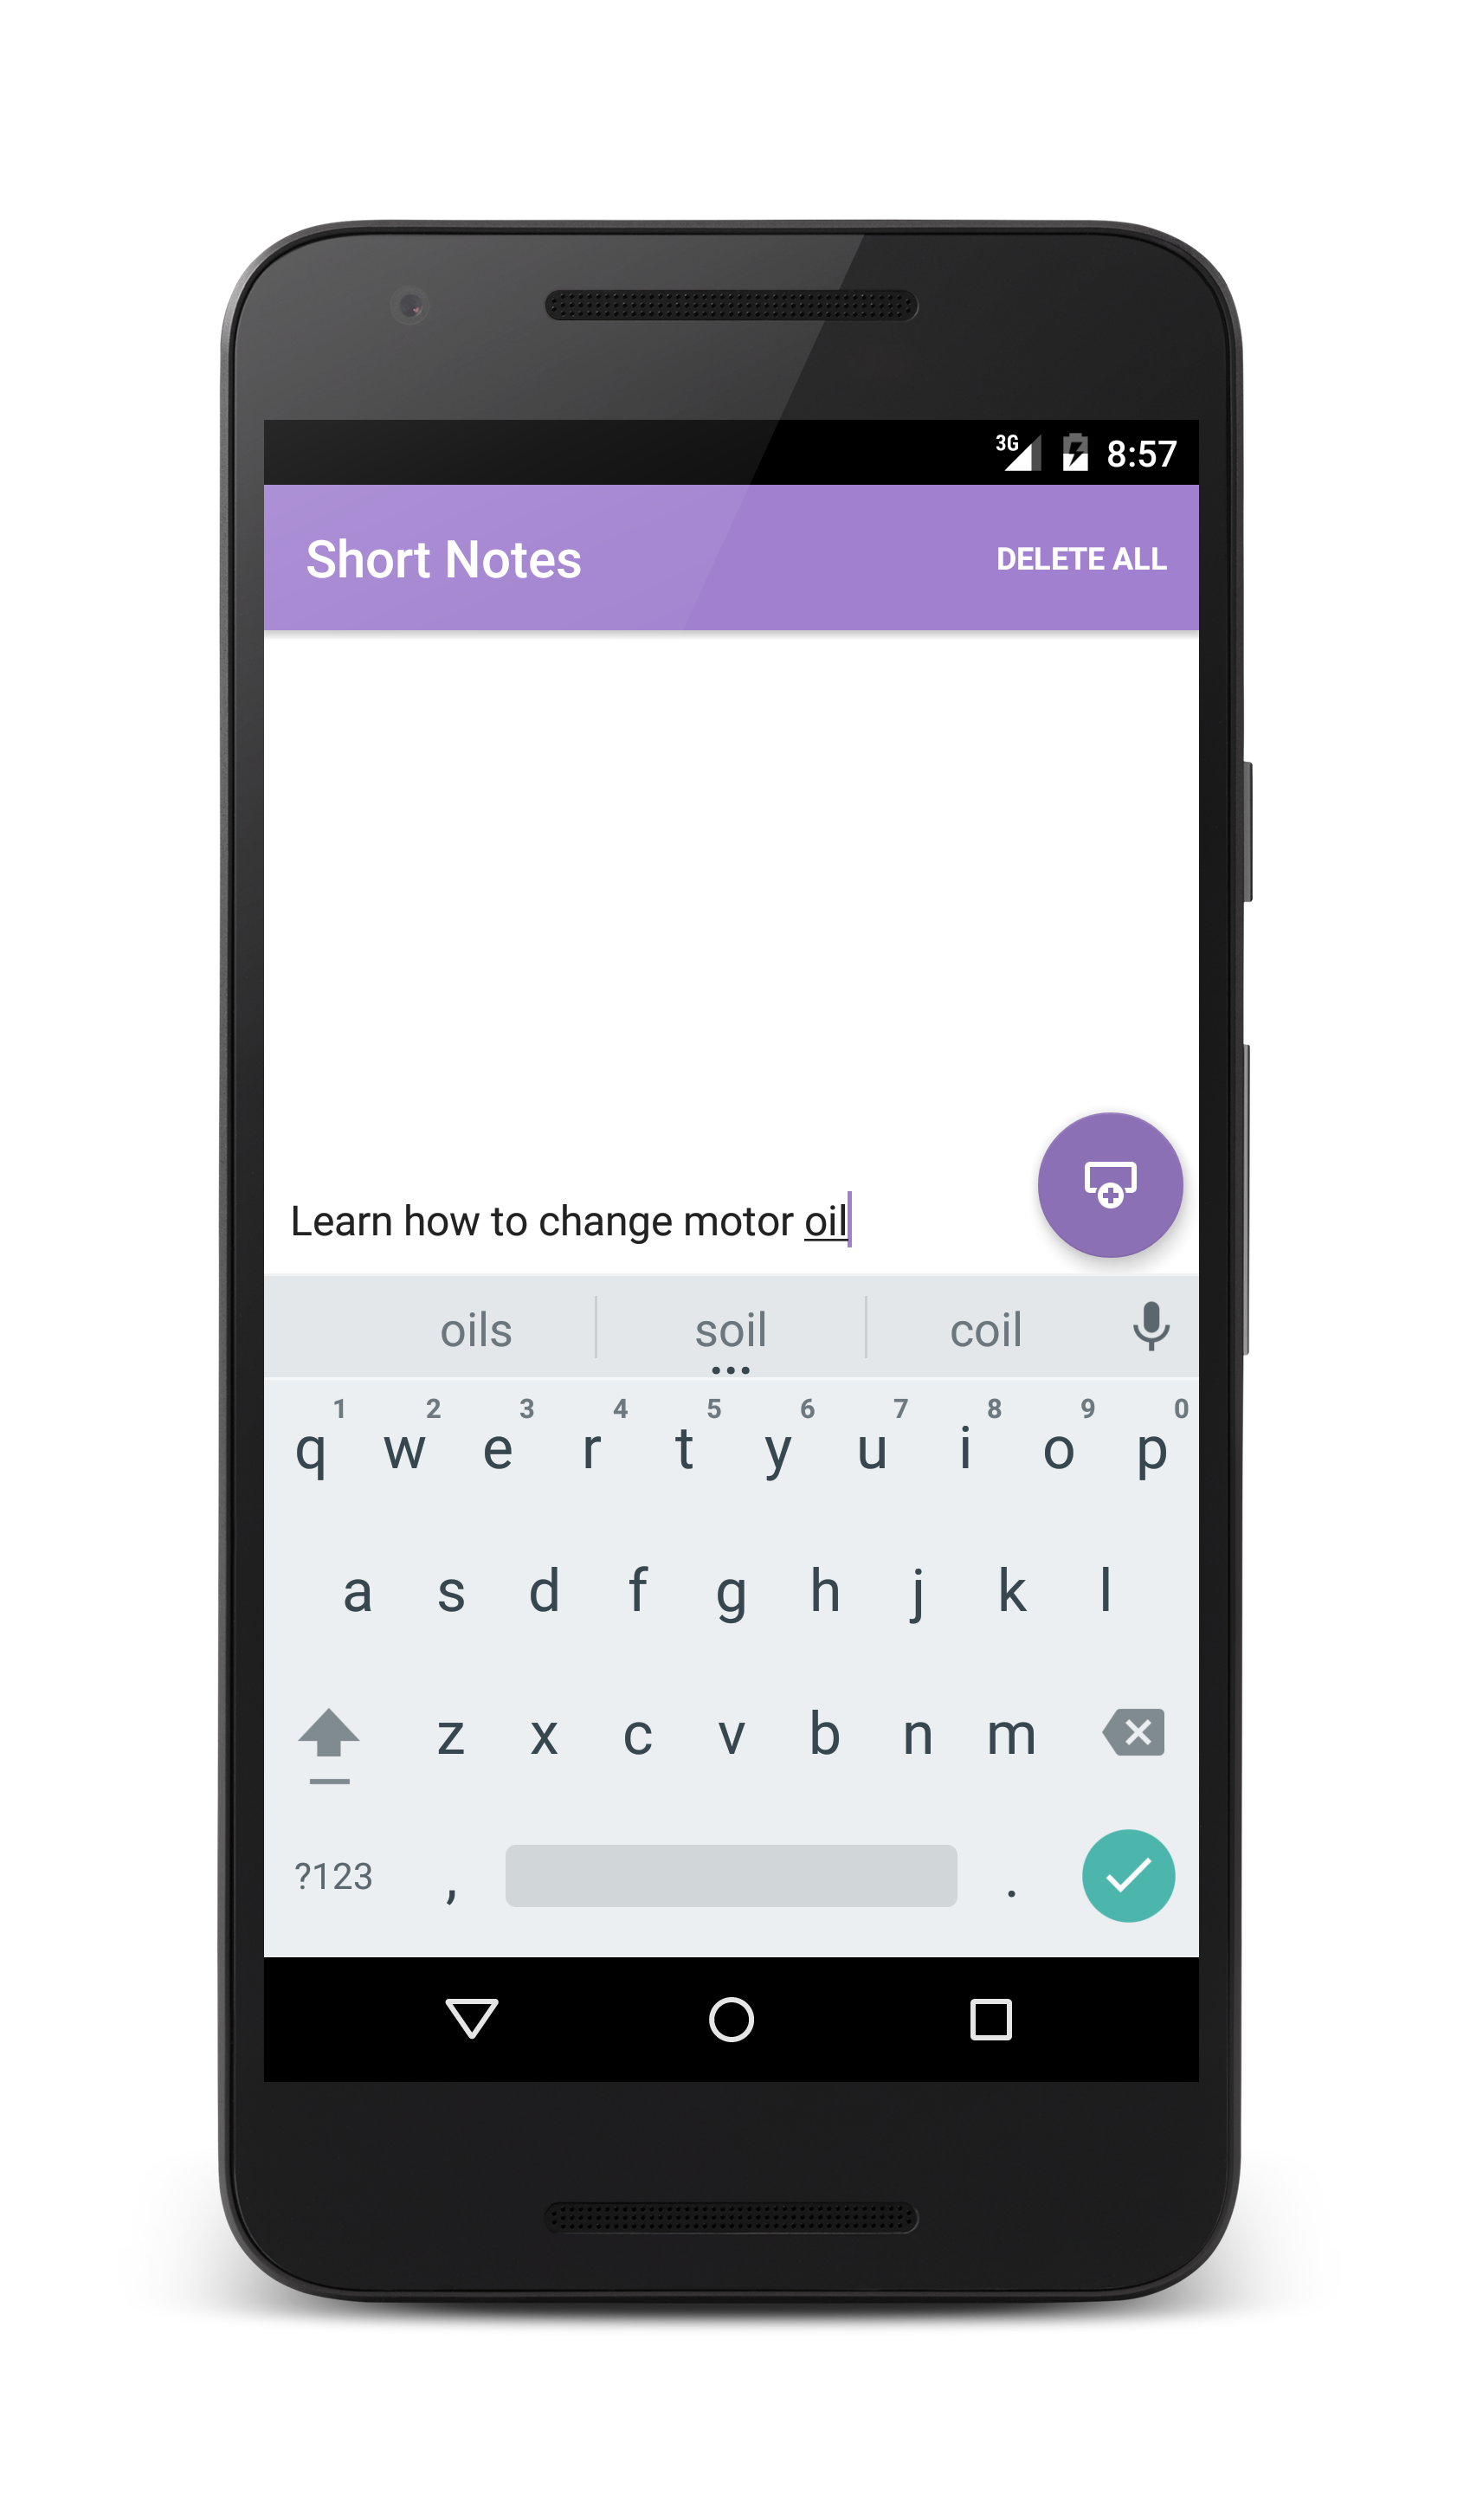 3G 8:57
Short Notes DELETE ALL
Learn how to change motor oil
oils soil coil
1 2 3 4 5 6 7 8 9 0
q w e r t y u i o p
a s d f g h j k l
z x c v b n m
?123 , .